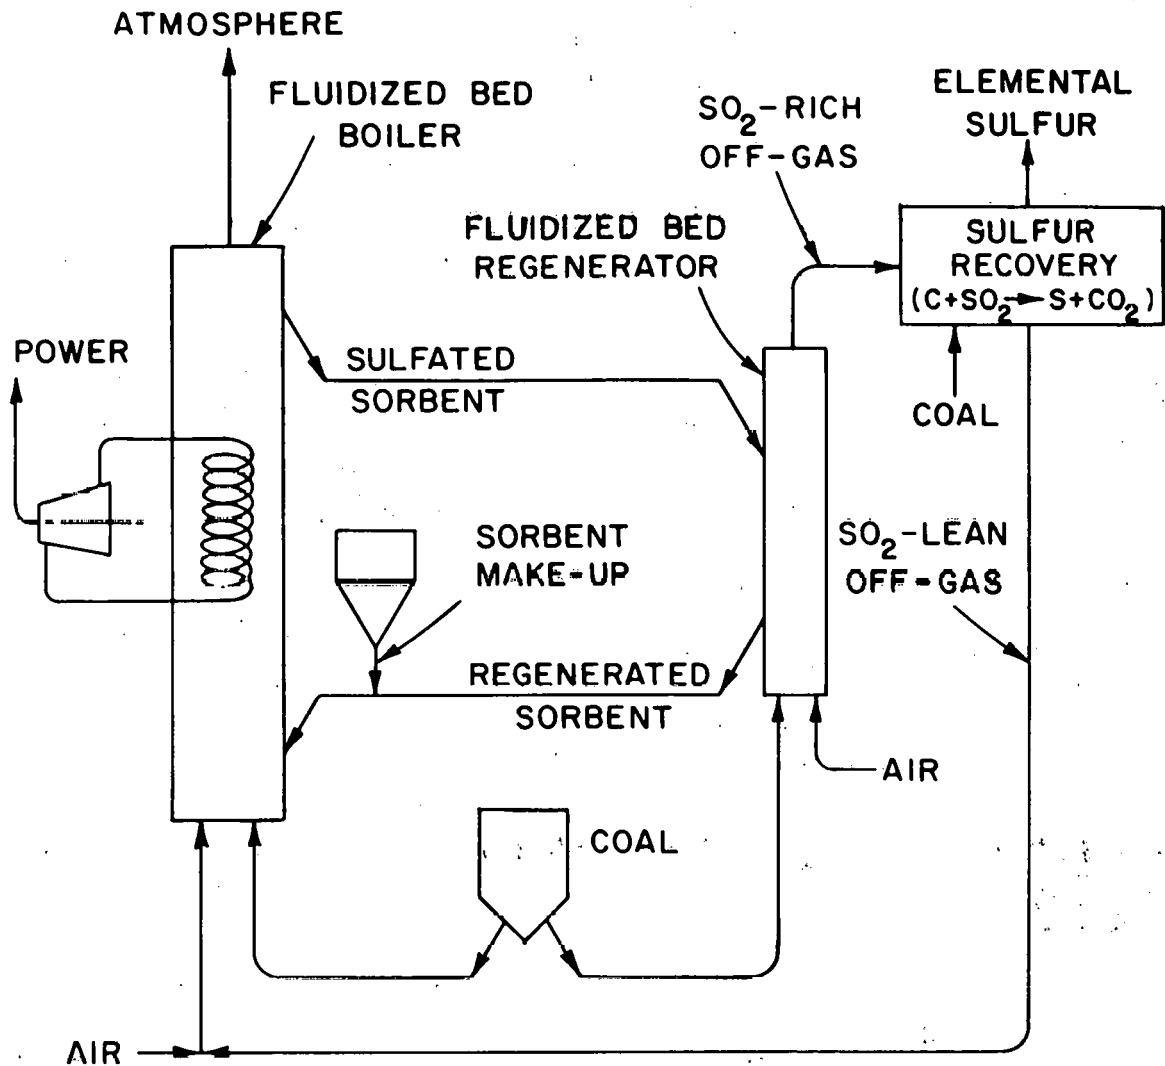 ATMOSPHERE
FLUIDIZED BED
BOILER
SO₂-RICH
OFF-GAS
ELEMENTAL
SULFUR
FLUIDIZED BED
REGENERATOR
SULFUR
RECOVERY
(C+SO₂→S+CO₂)
POWER
SULFATED
SORBENT
COAL
SORBENT
MAKE-UP
SO₂-LEAN
OFF-GAS
REGENERATED
SORBENT
AIR
COAL
AIR